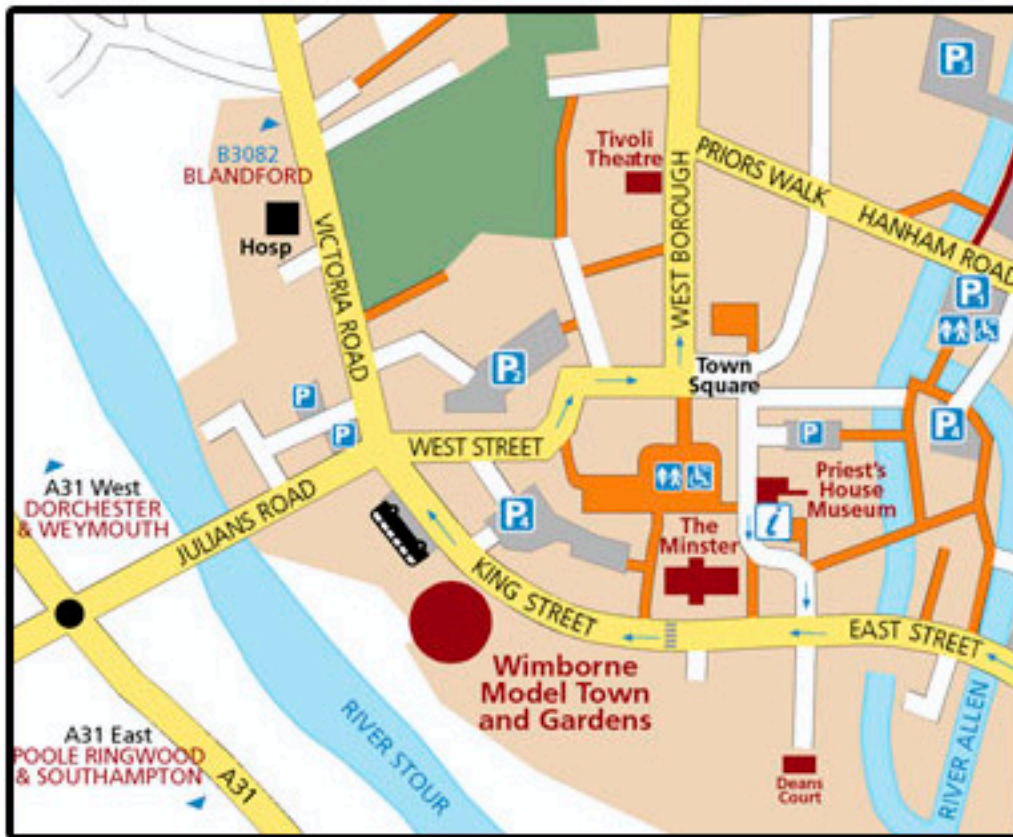 P3
Tivoli
Theatre
PRIORS WALK
HANHAM ROAD
B3082
BLANDFORD
Hosp
VICTORIA ROAD
WEST BOROUGH
P1
P2
Town
Square
P
P
WEST STREET
P
P4
A31 West
DORCHESTER
& WEYMOUTH
JULIANS ROAD
P4
i
Priest's
House
Museum
The
Minster
KING STREET
EAST STREET
Wimborne
Model Town
and Gardens
RIVER STOUR
RIVER ALLEN
A31 East
POOLE RINGWOOD
& SOUTHAMPTON
A31
Deans
Court